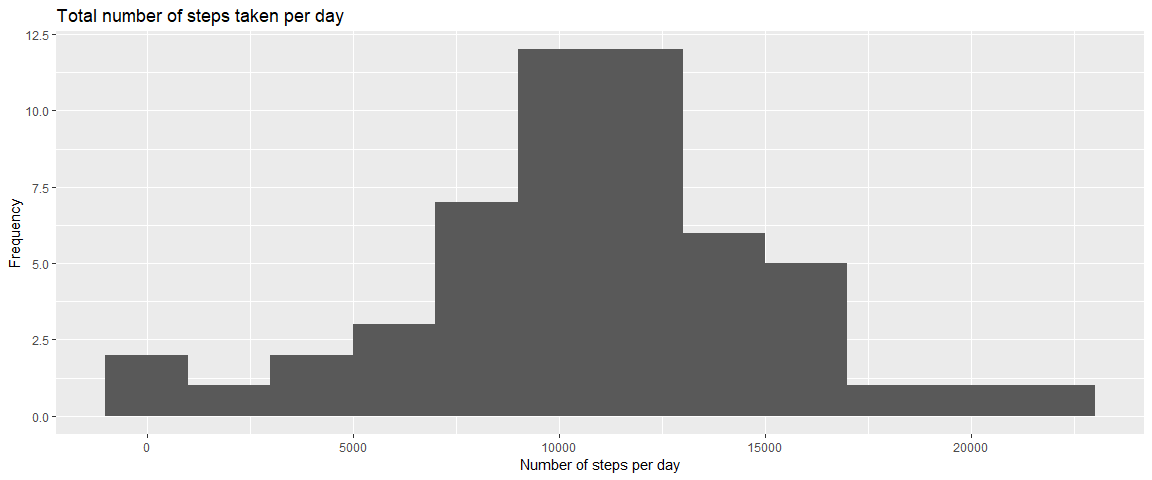 Total number of steps taken per day
12.5
10.0
7.5
5.0
2.5
0.0
Frequency
0 5000 10000 15000 20000
Number of steps per day